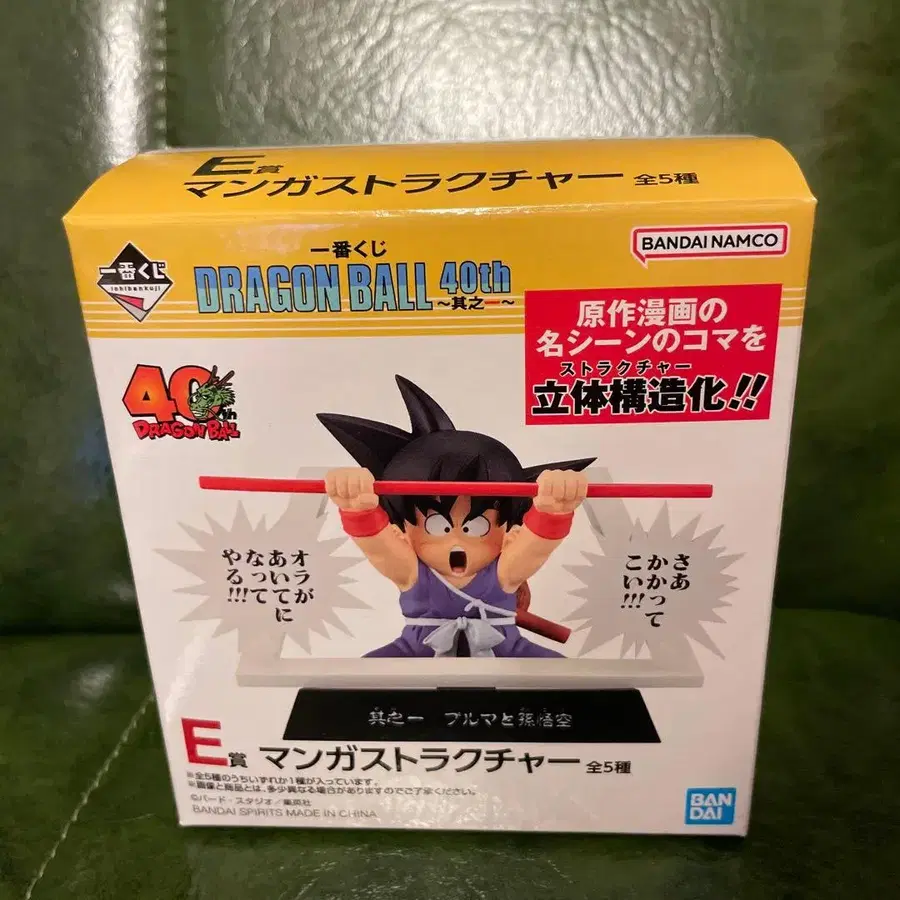 E賞
マンガストラクチャー 全5種
一番くじ
ichibankuji
一番くじ
DRAGON BALL 40th
～其之一～
BANDAI NAMCO
原作漫画の
名シーンのコマを
ストラクチャー
立体構造化!!
40th
DRAGON BALL
さあ
かかって
こい!!!
オラが
あいてに
なって
やる!!!
其之一 ブルマと孫悟空
E賞 マンガストラクチャー 全5種
※全5種のうちいずれか1種が入っています。
※画像と商品とは、多少異なる場合がありますのでご了承ください。
©バード・スタジオ／集英社
BANDAI SPIRITS MADE IN CHINA
BAN
DAI